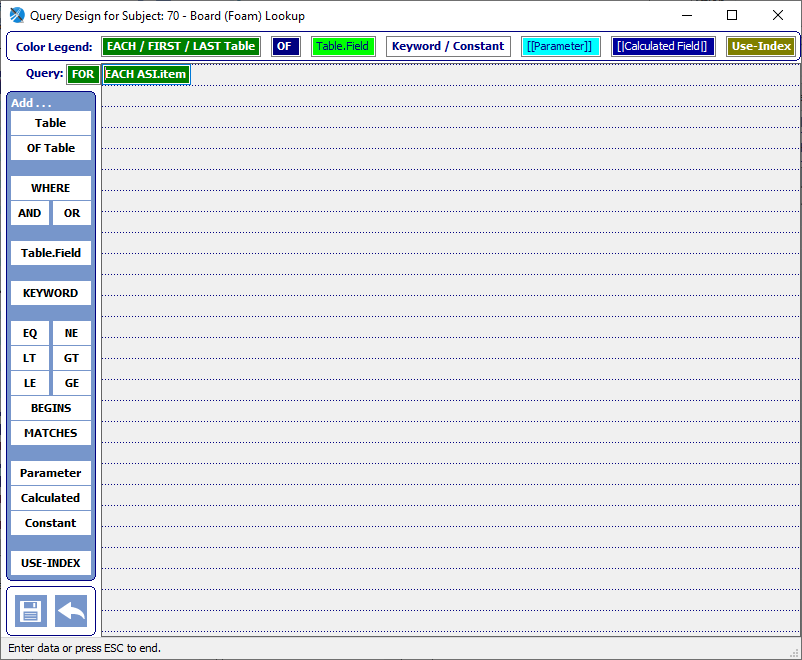 Query Design for Subject: 70 - Board (Foam) Lookup
Color Legend: EACH / FIRST / LAST Table OF Table.Field Keyword / Constant [[Parameter]] [|Calculated Field|] Use-Index
Query: FOR EACH ASI.item
Add . . .
Table
OF Table
WHERE
AND OR
Table.Field
KEYWORD
EQ NE
LT GT
LE GE
BEGINS
MATCHES
Parameter
Calculated
Constant
USE-INDEX
Enter data or press ESC to end.